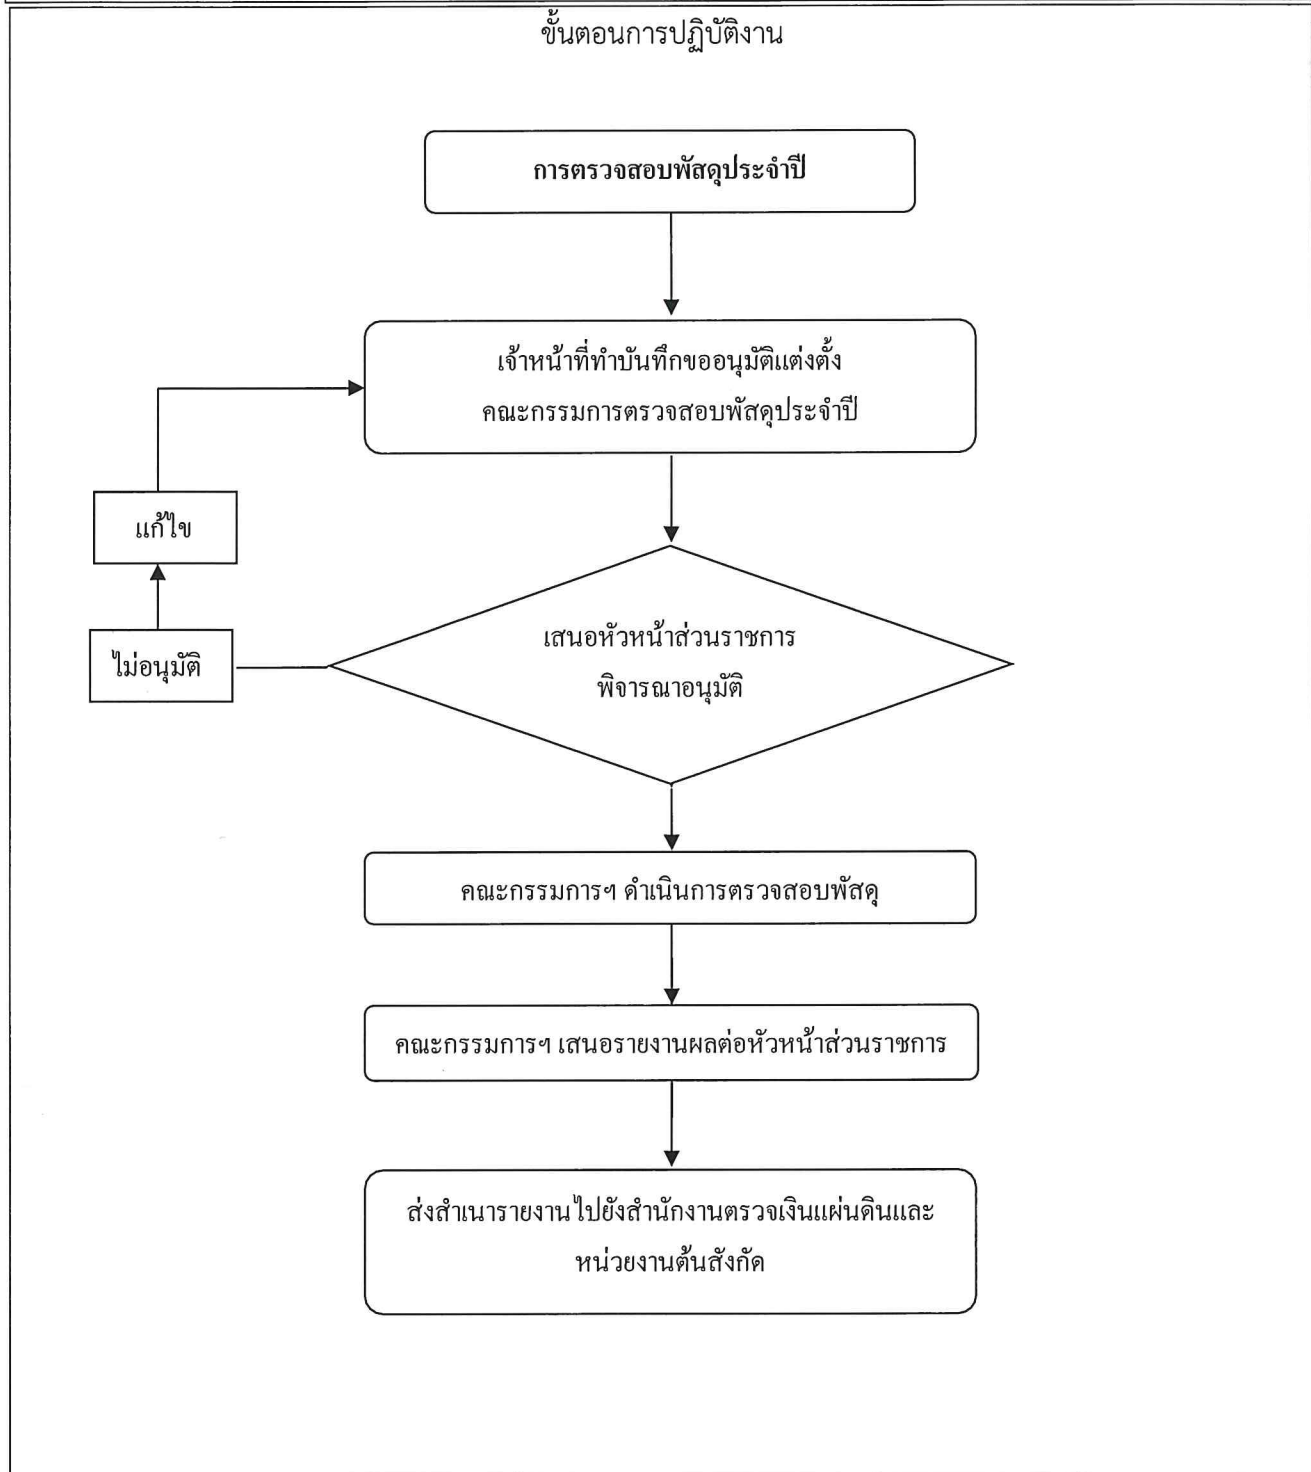 ขั้นตอนการปฏิบัติงาน
การตรวจสอบพัสดุประจำปี
เจ้าหน้าที่ทำบันทึกขออนุมัติแต่งตั้ง
คณะกรรมการตรวจสอบพัสดุประจำปี
แก้ไข
ไม่อนุมัติ
เสนอหัวหน้าส่วนราชการ
พิจารณาอนุมัติ
คณะกรรมการฯ ดำเนินการตรวจสอบพัสดุ
คณะกรรมการฯ เสนอรายงานผลต่อหัวหน้าส่วนราชการ
ส่งสำเนารายงานไปยังสำนักงานตรวจเงินแผ่นดินและ
หน่วยงานต้นสังกัด